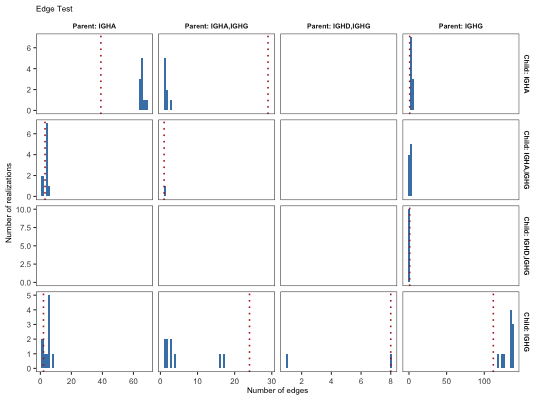 Edge Test
Parent: IGHA
Parent: IGHA,IGHG
Parent: IGHD,IGHG
Parent: IGHG
6
4
2
0
Child: IGHA
6
4
2
0
Child: IGHA,IGHG
10.0
7.5
5.0
2.5
0.0
Child: IGHD,IGHG
5
4
3
2
1
0
Child: IGHG
Number of realizations
0 20 40 60
0 10 20 30
2 4 6 8
0 50 100
Number of edges